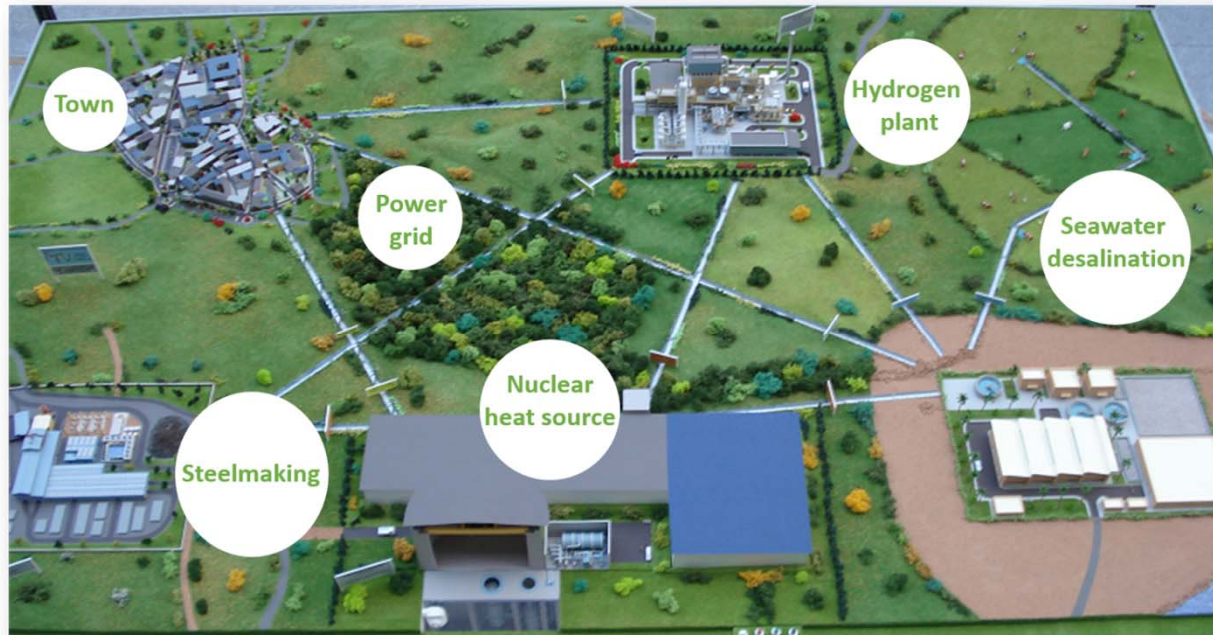 Town
Hydrogen
plant
Power
grid
Seawater
desalination
Nuclear
heat source
Steelmaking